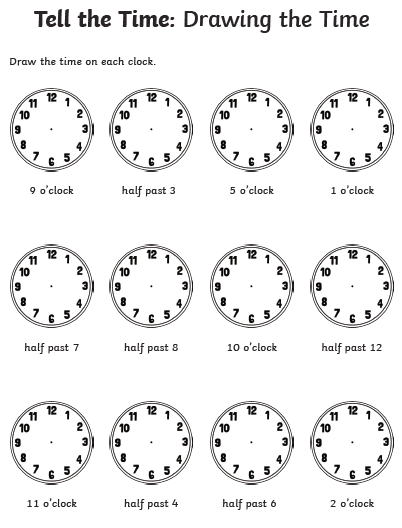 Tell the Time: Drawing the Time
Draw the time on each clock.
12 1 2 3 4 5 6 7 8 9 10 11
12 1 2 3 4 5 6 7 8 9 10 11
12 1 2 3 4 5 6 7 8 9 10 11
12 1 2 3 4 5 6 7 8 9 10 11
9 o'clock half past 3 5 o'clock 1 o'clock
12 1 2 3 4 5 6 7 8 9 10 11
12 1 2 3 4 5 6 7 8 9 10 11
12 1 2 3 4 5 6 7 8 9 10 11
12 1 2 3 4 5 6 7 8 9 10 11
half past 7 half past 8 10 o'clock half past 12
12 1 2 3 4 5 6 7 8 9 10 11
12 1 2 3 4 5 6 7 8 9 10 11
12 1 2 3 4 5 6 7 8 9 10 11
12 1 2 3 4 5 6 7 8 9 10 11
11 o'clock half past 4 half past 6 2 o'clock